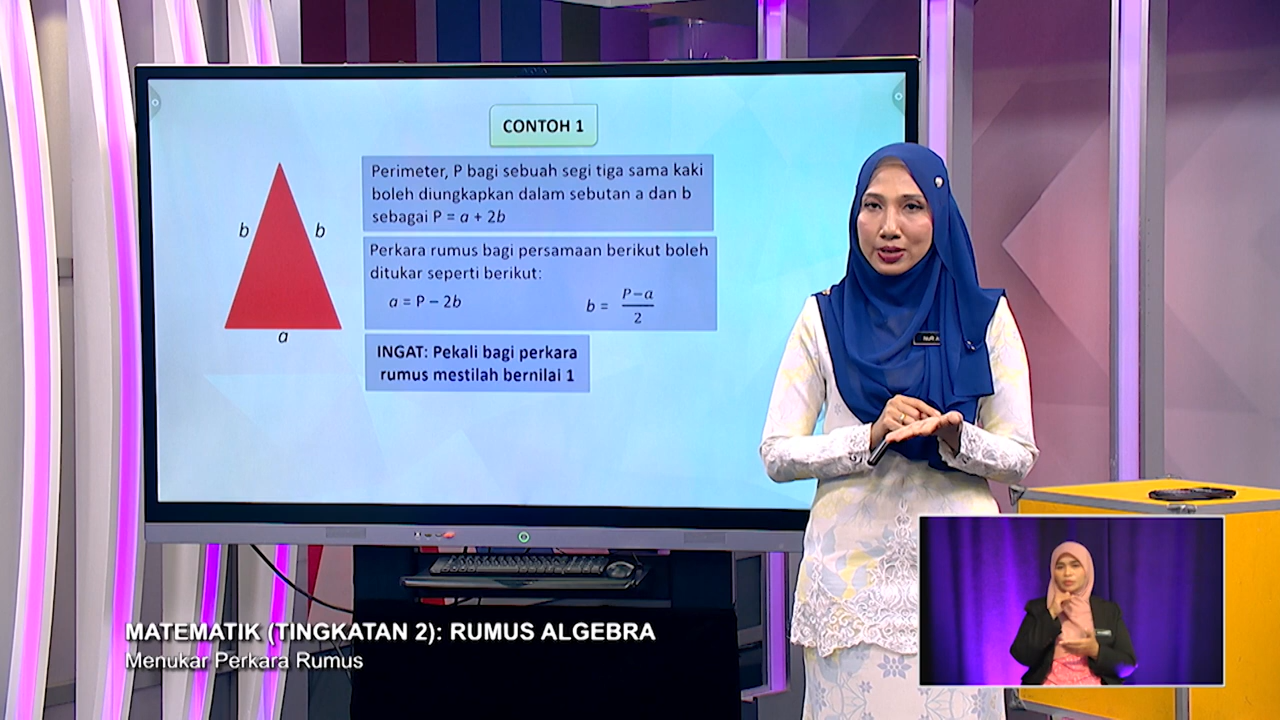 CONTOH 1
Perimeter, P bagi sebuah segi tiga sama kaki
boleh diungkapkan dalam sebutan a dan b
sebagai P = a + 2b
b
b
a
Perkara rumus bagi persamaan berikut boleh
ditukar seperti berikut:
a = P – 2b
b = P−a
2
INGAT: Pekali bagi perkara
rumus mestilah bernilai 1
MATEMATIK (TINGKATAN 2): RUMUS ALGEBRA
Menukar Perkara Rumus